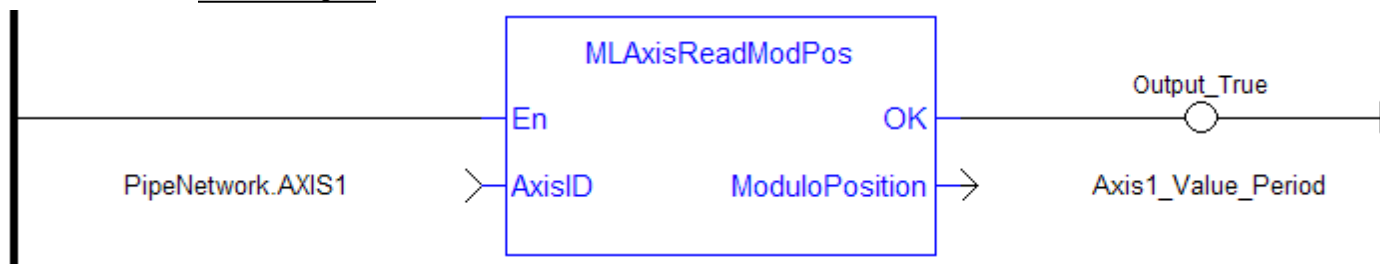 MLAxisReadModPos
Output_True
En OK
PipeNetwork.AXIS1 AxisID ModuloPosition Axis1_Value_Period